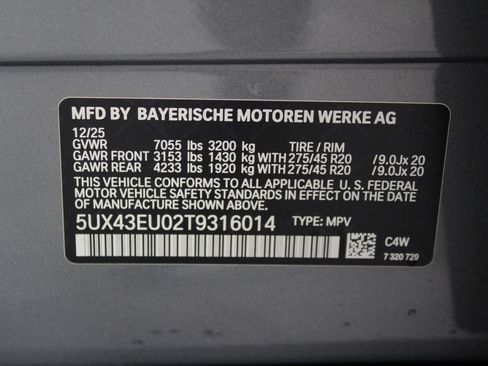 MFD BY BAYERISCHE MOTOREN WERKE AG
12/25
GVWR 7055 lbs 3200 kg TIRE / RIM
GAWR FRONT 3153 lbs 1430 kg WITH 275/45 R20 /9.0Jx 20
GAWR REAR 4233 lbs 1920 kg WITH 275/45 R20 /9.0Jx 20
THIS VEHICLE CONFORMS TO ALL APPLICABLE U. S. FEDERAL
MOTOR VEHICLE SAFETY STANDARDS IN EFFECT ON THE DATE
OF MANUFACTURE SHOWN ABOVE.
5UX43EU02T9316014 TYPE: MPV
C4W
7 320 729